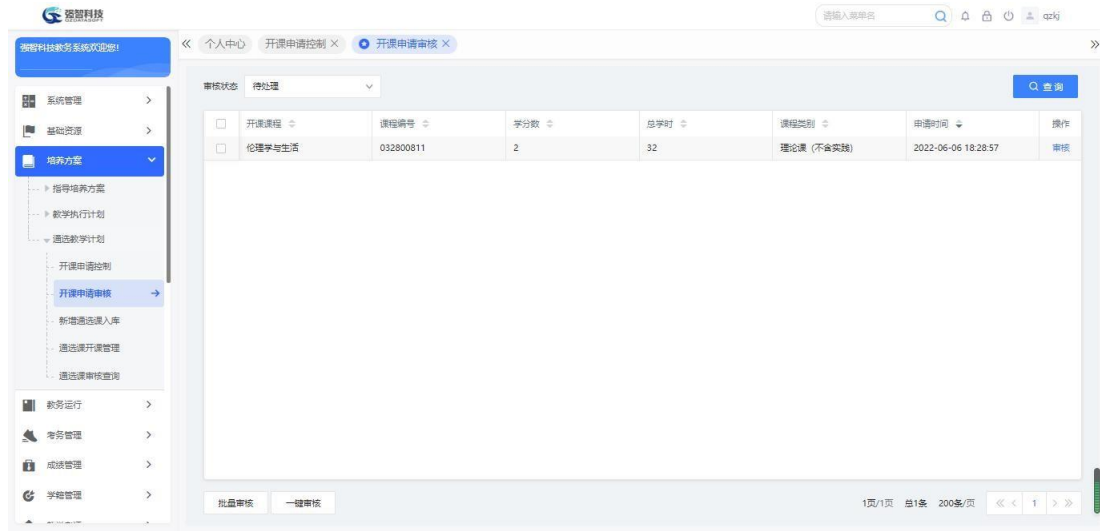 强智科技
QZDATASOFT
请输入菜单名
qzkj
强智科技教务系统欢迎您!
个人中心 开课申请控制 × 开课申请审核 ×
系统管理
基础资源
培养方案
指导培养方案
教学执行计划
通选教学计划
开课申请控制
开课申请审核
新增通选课入库
通选课开课管理
通选课审核查询
教务运行
考务管理
成绩管理
学籍管理
审核状态 待处理 查询
开课课程 课程编号 学分数 总学时 课程类别 申请时间 操作
伦理学与生活 032800811 2 32 理论课（不含实践） 2022-06-06 18:28:57 审核
批量审核 一键审核 1页/1页 总1条 200条/页 1